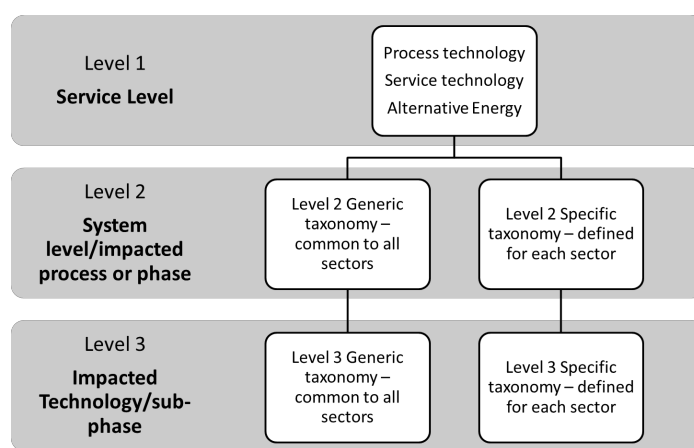 Level 1
Service Level
Process technology
Service technology
Alternative Energy
Level 2
System
level/impacted
process or phase
Level 2 Generic
taxonomy –
common to all
sectors
Level 2 Specific
taxonomy – defined
for each sector
Level 3
Impacted
Technology/sub-
phase
Level 3 Generic
taxonomy –
common to all
sectors
Level 3 Specific
taxonomy – defined
for each sector